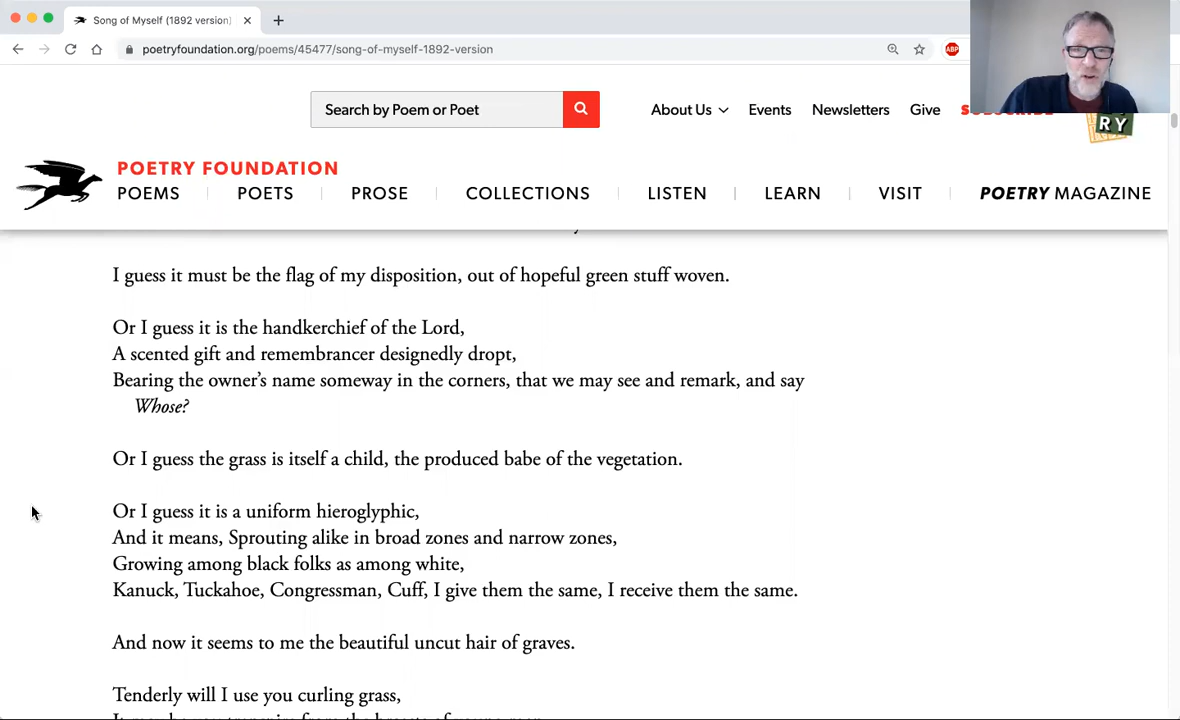 Song of Myself (1892 version)
poetryfoundation.org/poems/45477/song-of-myself-1892-version
ABP
Search by Poem or Poet
About Us
Events
Newsletters
Give
RY
POETRY FOUNDATION
POEMS
POETS
PROSE
COLLECTIONS
LISTEN
LEARN
VISIT
POETRY MAGAZINE
I guess it must be the flag of my disposition, out of hopeful green stuff woven.
Or I guess it is the handkerchief of the Lord,
A scented gift and remembrancer designedly dropt,
Bearing the owner’s name someway in the corners, that we may see and remark, and say
Whose?
Or I guess the grass is itself a child, the produced babe of the vegetation.
Or I guess it is a uniform hieroglyphic,
And it means, Sprouting alike in broad zones and narrow zones,
Growing among black folks as among white,
Kanuck, Tuckahoe, Congressman, Cuff, I give them the same, I receive them the same.
And now it seems to me the beautiful uncut hair of graves.
Tenderly will I use you curling grass,